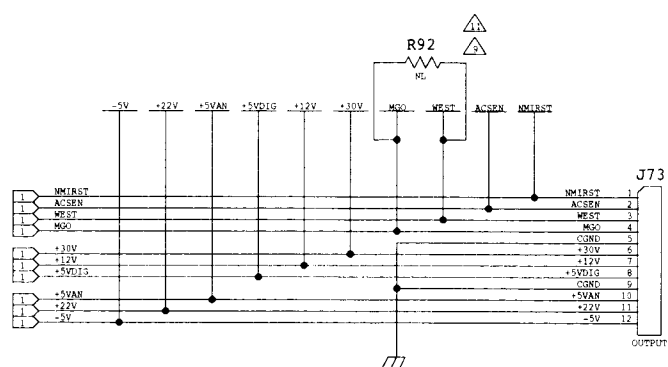 11
R92
9
NL
-5V +22V +5VAN +5VDIG +12V +30V MGO WEST ACSEN NMIRST
J73
1 NMIRST NMIRST 1
1 ACSEN ACSEN 2
1 WEST WEST 3
1 MGO MGO 4
CGND 5
1 +30V +30V 6
1 +12V +12V 7
1 +5VDIG +5VDIG 8
CGND 9
1 +5VAN +5VAN 10
1 +22V +22V 11
1 -5V -5V 12
OUTPUT